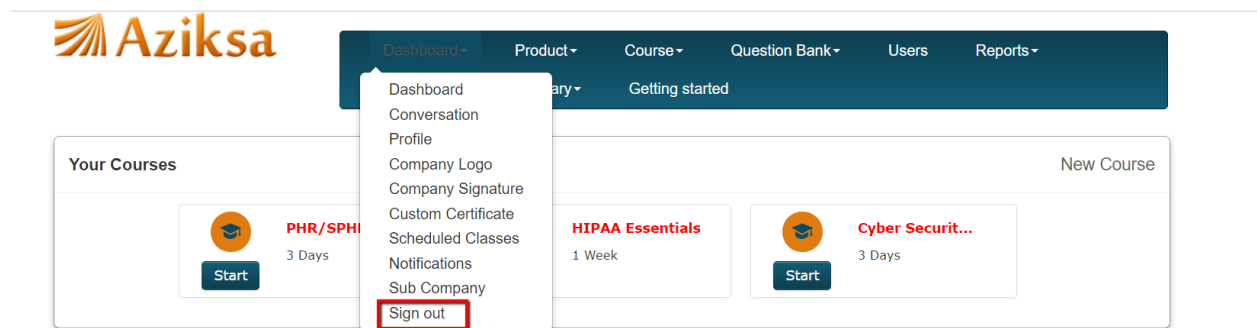 Aziksa
Dashboard Product Course Question Bank Users Reports
ary Getting started
Dashboard
Conversation
Profile
Company Logo
Company Signature
Custom Certificate
Scheduled Classes
Notifications
Sub Company
Sign out
Your Courses New Course
PHR/SPH
3 Days
Start
HIPAA Essentials
1 Week
Cyber Securit...
3 Days
Start